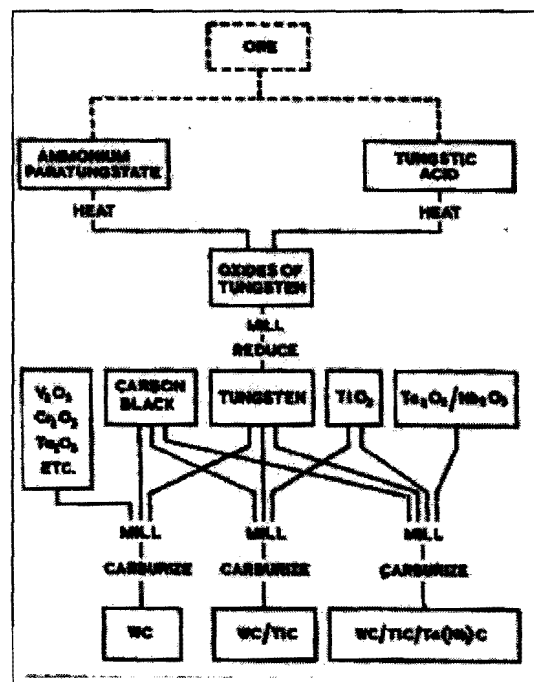 ORE
AMMONIUM
PARATUNGSTATE
TUNGSTIC
ACID
HEAT
HEAT
OXIDES OF
TUNGSTEN
MILL
REDUCE
V₂O₅
CARBON
BLACK
TUNGSTEN
TiO₂
ETC.
MILL
MILL
MILL
CARBURIZE
CARBURIZE
CARBURIZE
WC
WC/TiC
WC/TiC/Ta(Nb)C